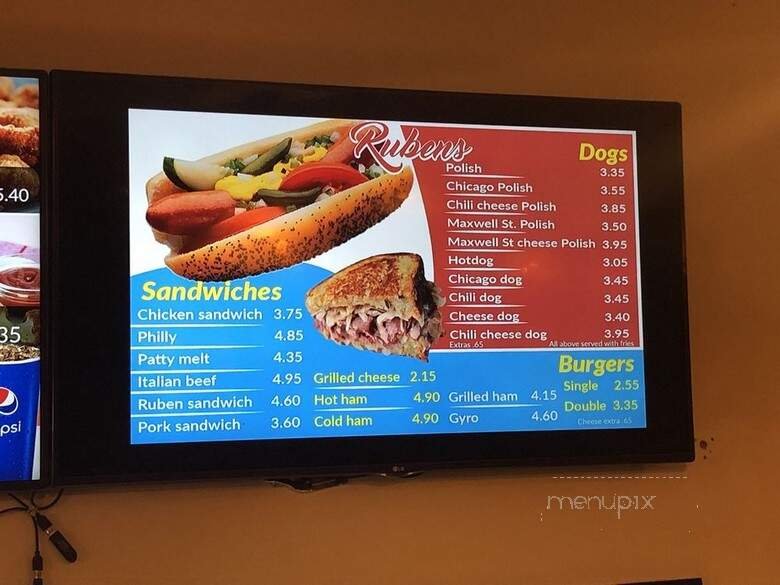 Rubens
Dogs
Polish 3.35
Chicago Polish 3.55
Chili cheese Polish 3.85
Maxwell St. Polish 3.50
Maxwell St cheese Polish 3.95
Hotdog 3.05
Chicago dog 3.45
Chili dog 3.45
Cheese dog 3.40
Chili cheese dog 3.95
Extras .65 All above served with fries
Sandwiches
Chicken sandwich 3.75
Philly 4.85
Patty melt 4.35
Italian beef 4.95
Ruben sandwich 4.60
Pork sandwich 3.60
Grilled cheese 2.15
Hot ham 4.90
Cold ham 4.90
Grilled ham 4.15
Gyro 4.60
Burgers
Single 2.55
Double 3.35
Cheese extra .65
.40
35
psi
LG
menupix